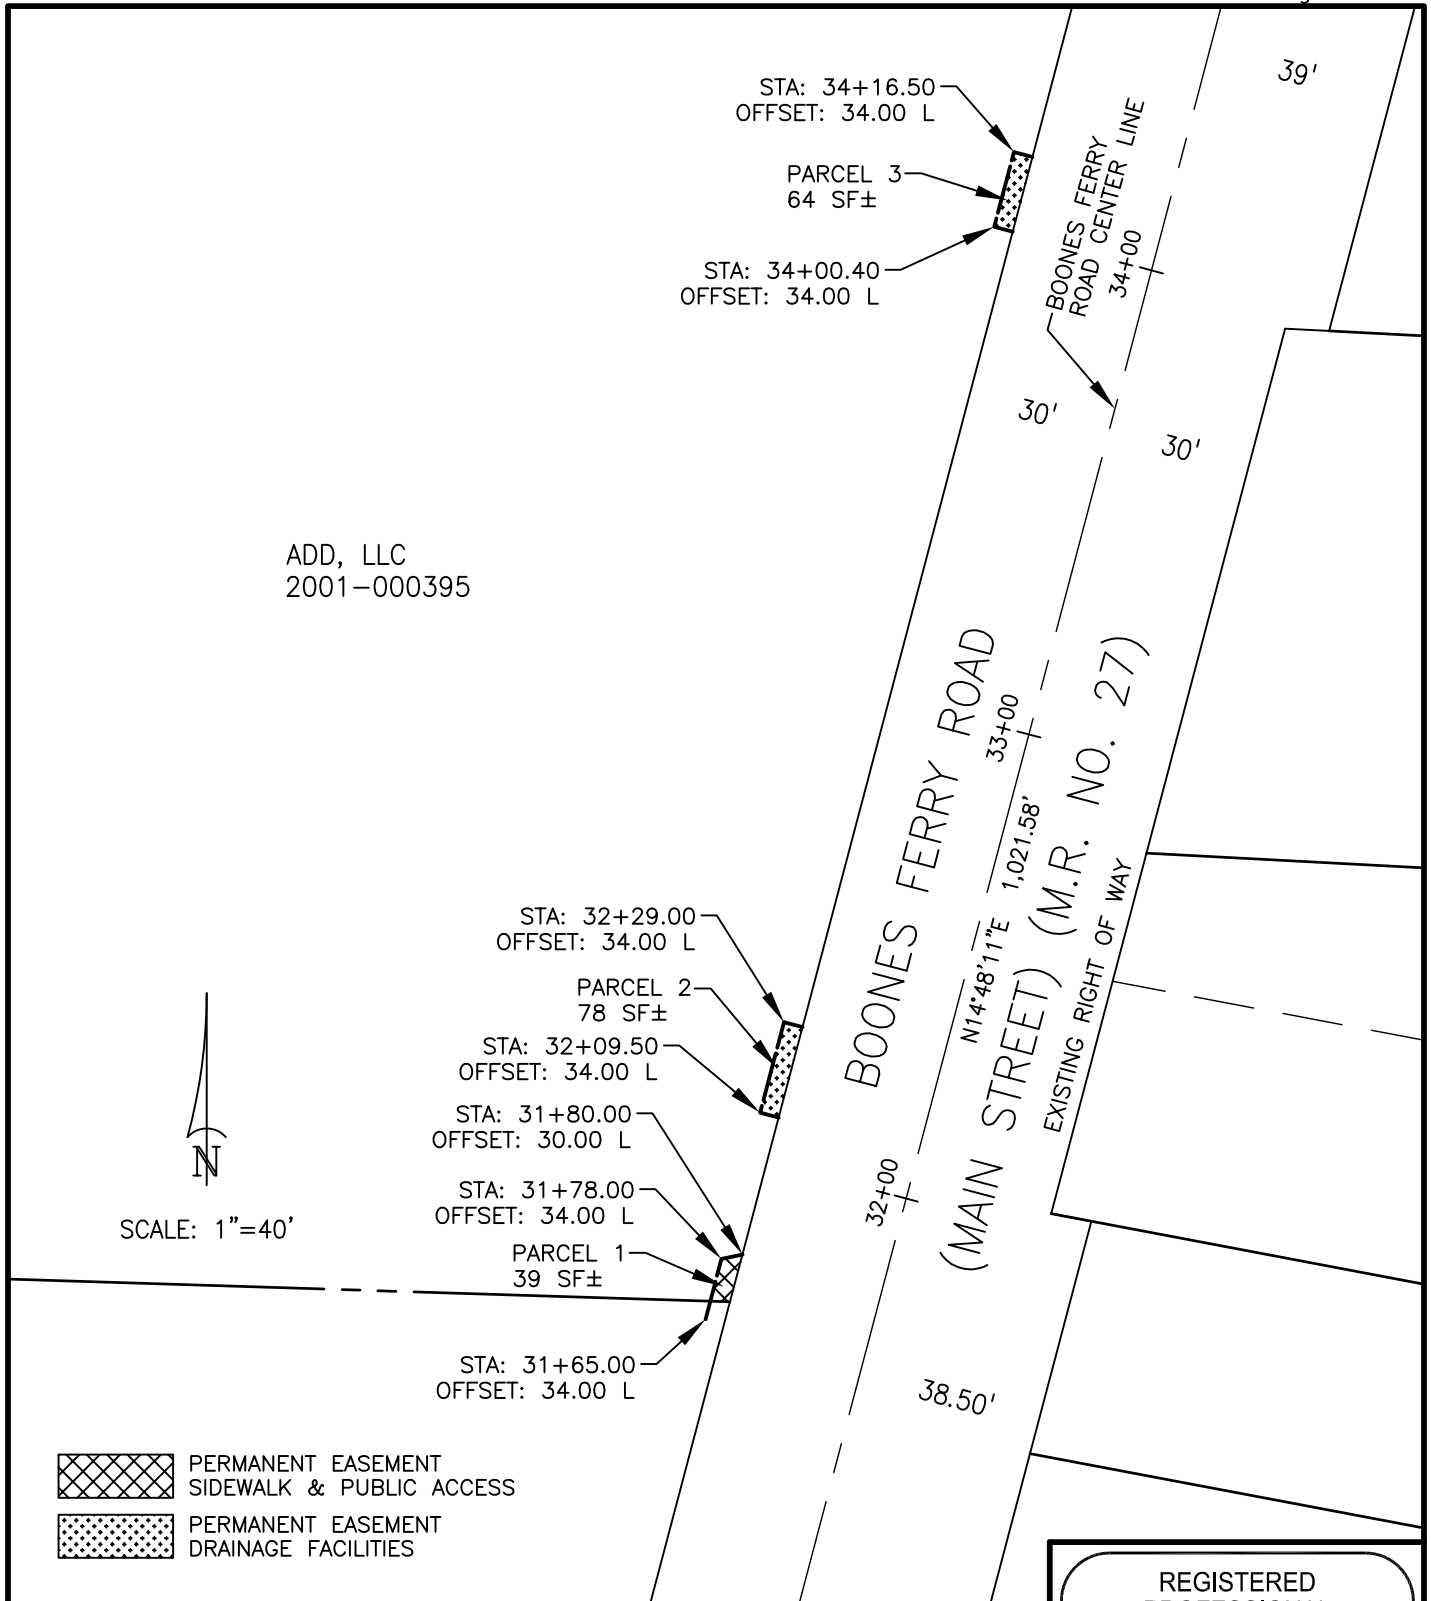 39'
STA: 34+16.50
OFFSET: 34.00 L
PARCEL 3
64 SF±
STA: 34+00.40
OFFSET: 34.00 L
BOONES FERRY
ROAD CENTER LINE
34+00
30'
30'
ADD, LLC
2001-000395
BOONES FERRY ROAD
(MAIN STREET) (M.R. NO. 27)
33+00
N14°48'11"E 1,021.58'
EXISTING RIGHT OF WAY
STA: 32+29.00
OFFSET: 34.00 L
PARCEL 2
78 SF±
STA: 32+09.50
OFFSET: 34.00 L
STA: 31+80.00
OFFSET: 30.00 L
32+00
STA: 31+78.00
OFFSET: 34.00 L
N
SCALE: 1"=40'
PARCEL 1
39 SF±
STA: 31+65.00
OFFSET: 34.00 L
38.50'
PERMANENT EASEMENT
SIDEWALK & PUBLIC ACCESS
PERMANENT EASEMENT
DRAINAGE FACILITIES
REGISTERED